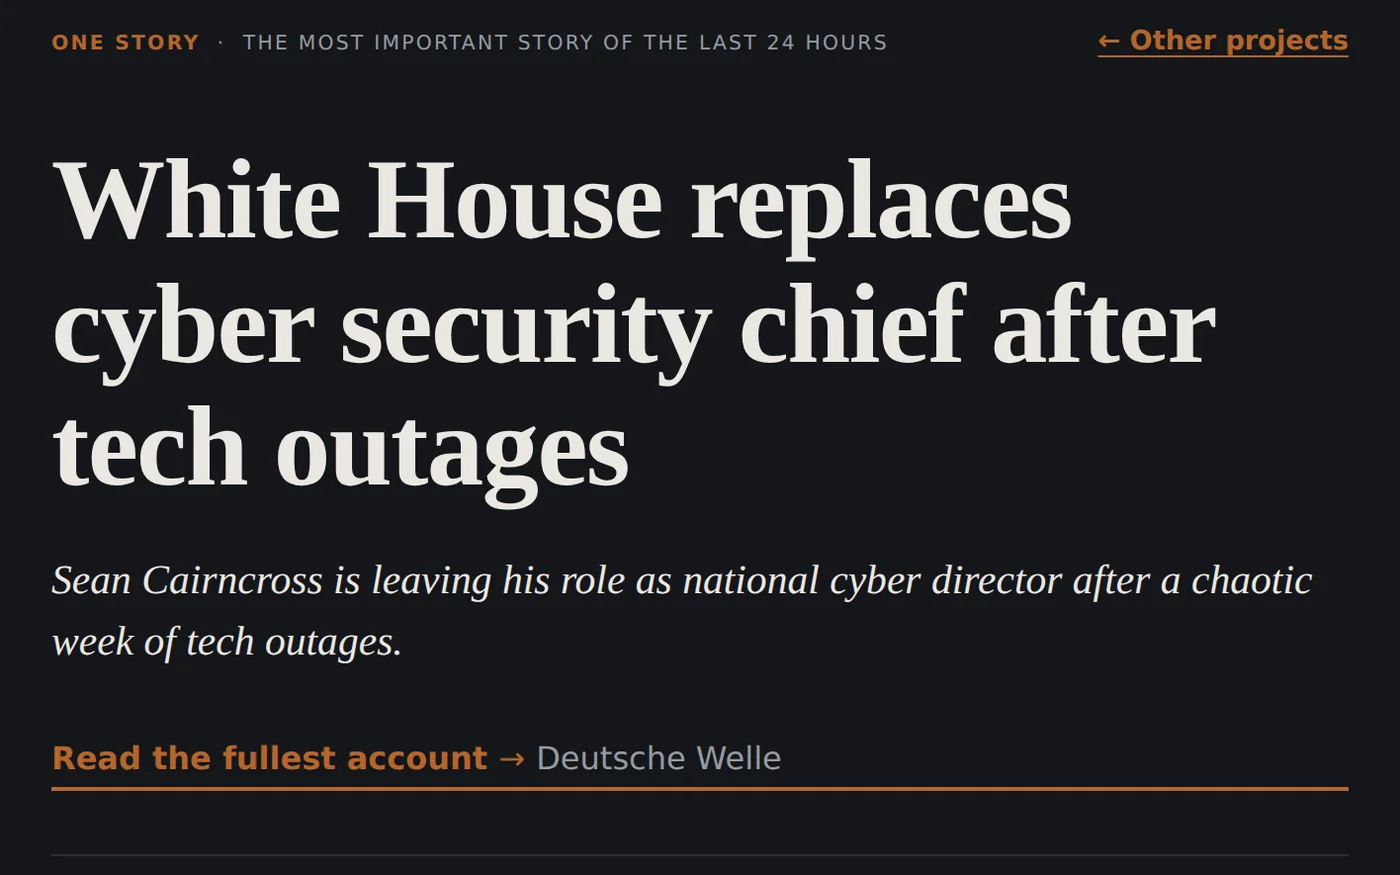 ONE STORY · THE MOST IMPORTANT STORY OF THE LAST 24 HOURS
← Other projects
White House replaces
cyber security chief after
tech outages
Sean Cairncross is leaving his role as national cyber director after a chaotic
week of tech outages.
Read the fullest account → Deutsche Welle